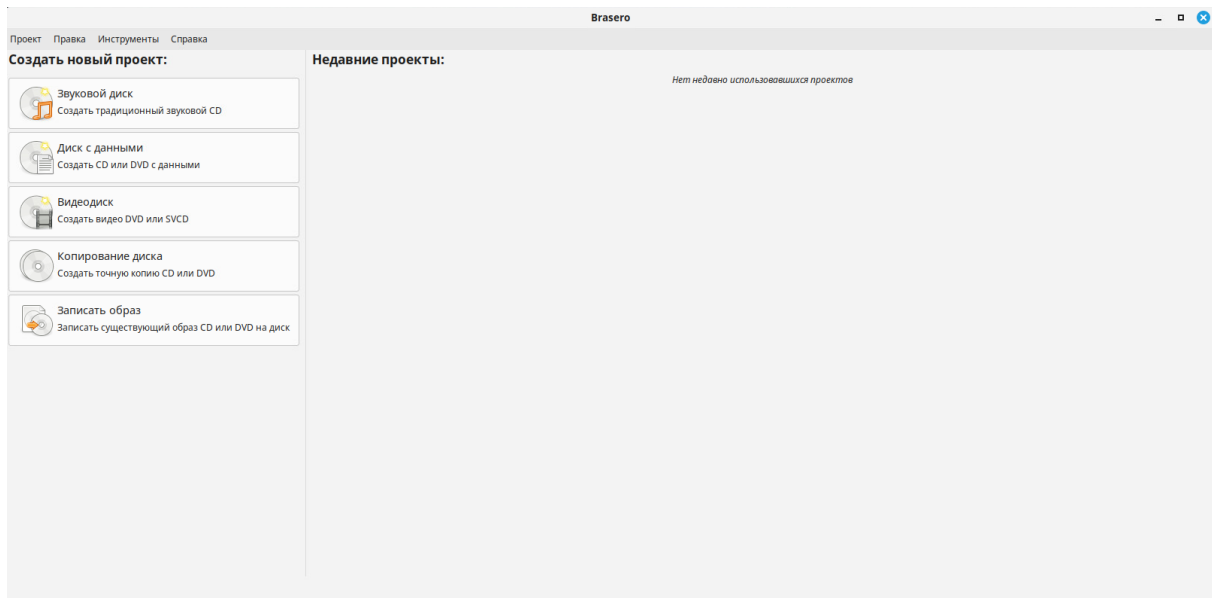 Brasero
Проект Правка Инструменты Справка
Создать новый проект:
Звуковой диск
Создать традиционный звуковой CD
Диск с данными
Создать CD или DVD с данными
Видеодиск
Создать видео DVD или SVCD
Копирование диска
Создать точную копию CD или DVD
Записать образ
Записать существующий образ CD или DVD на диск
Недавние проекты:
Нет недавно использовавшихся проектов